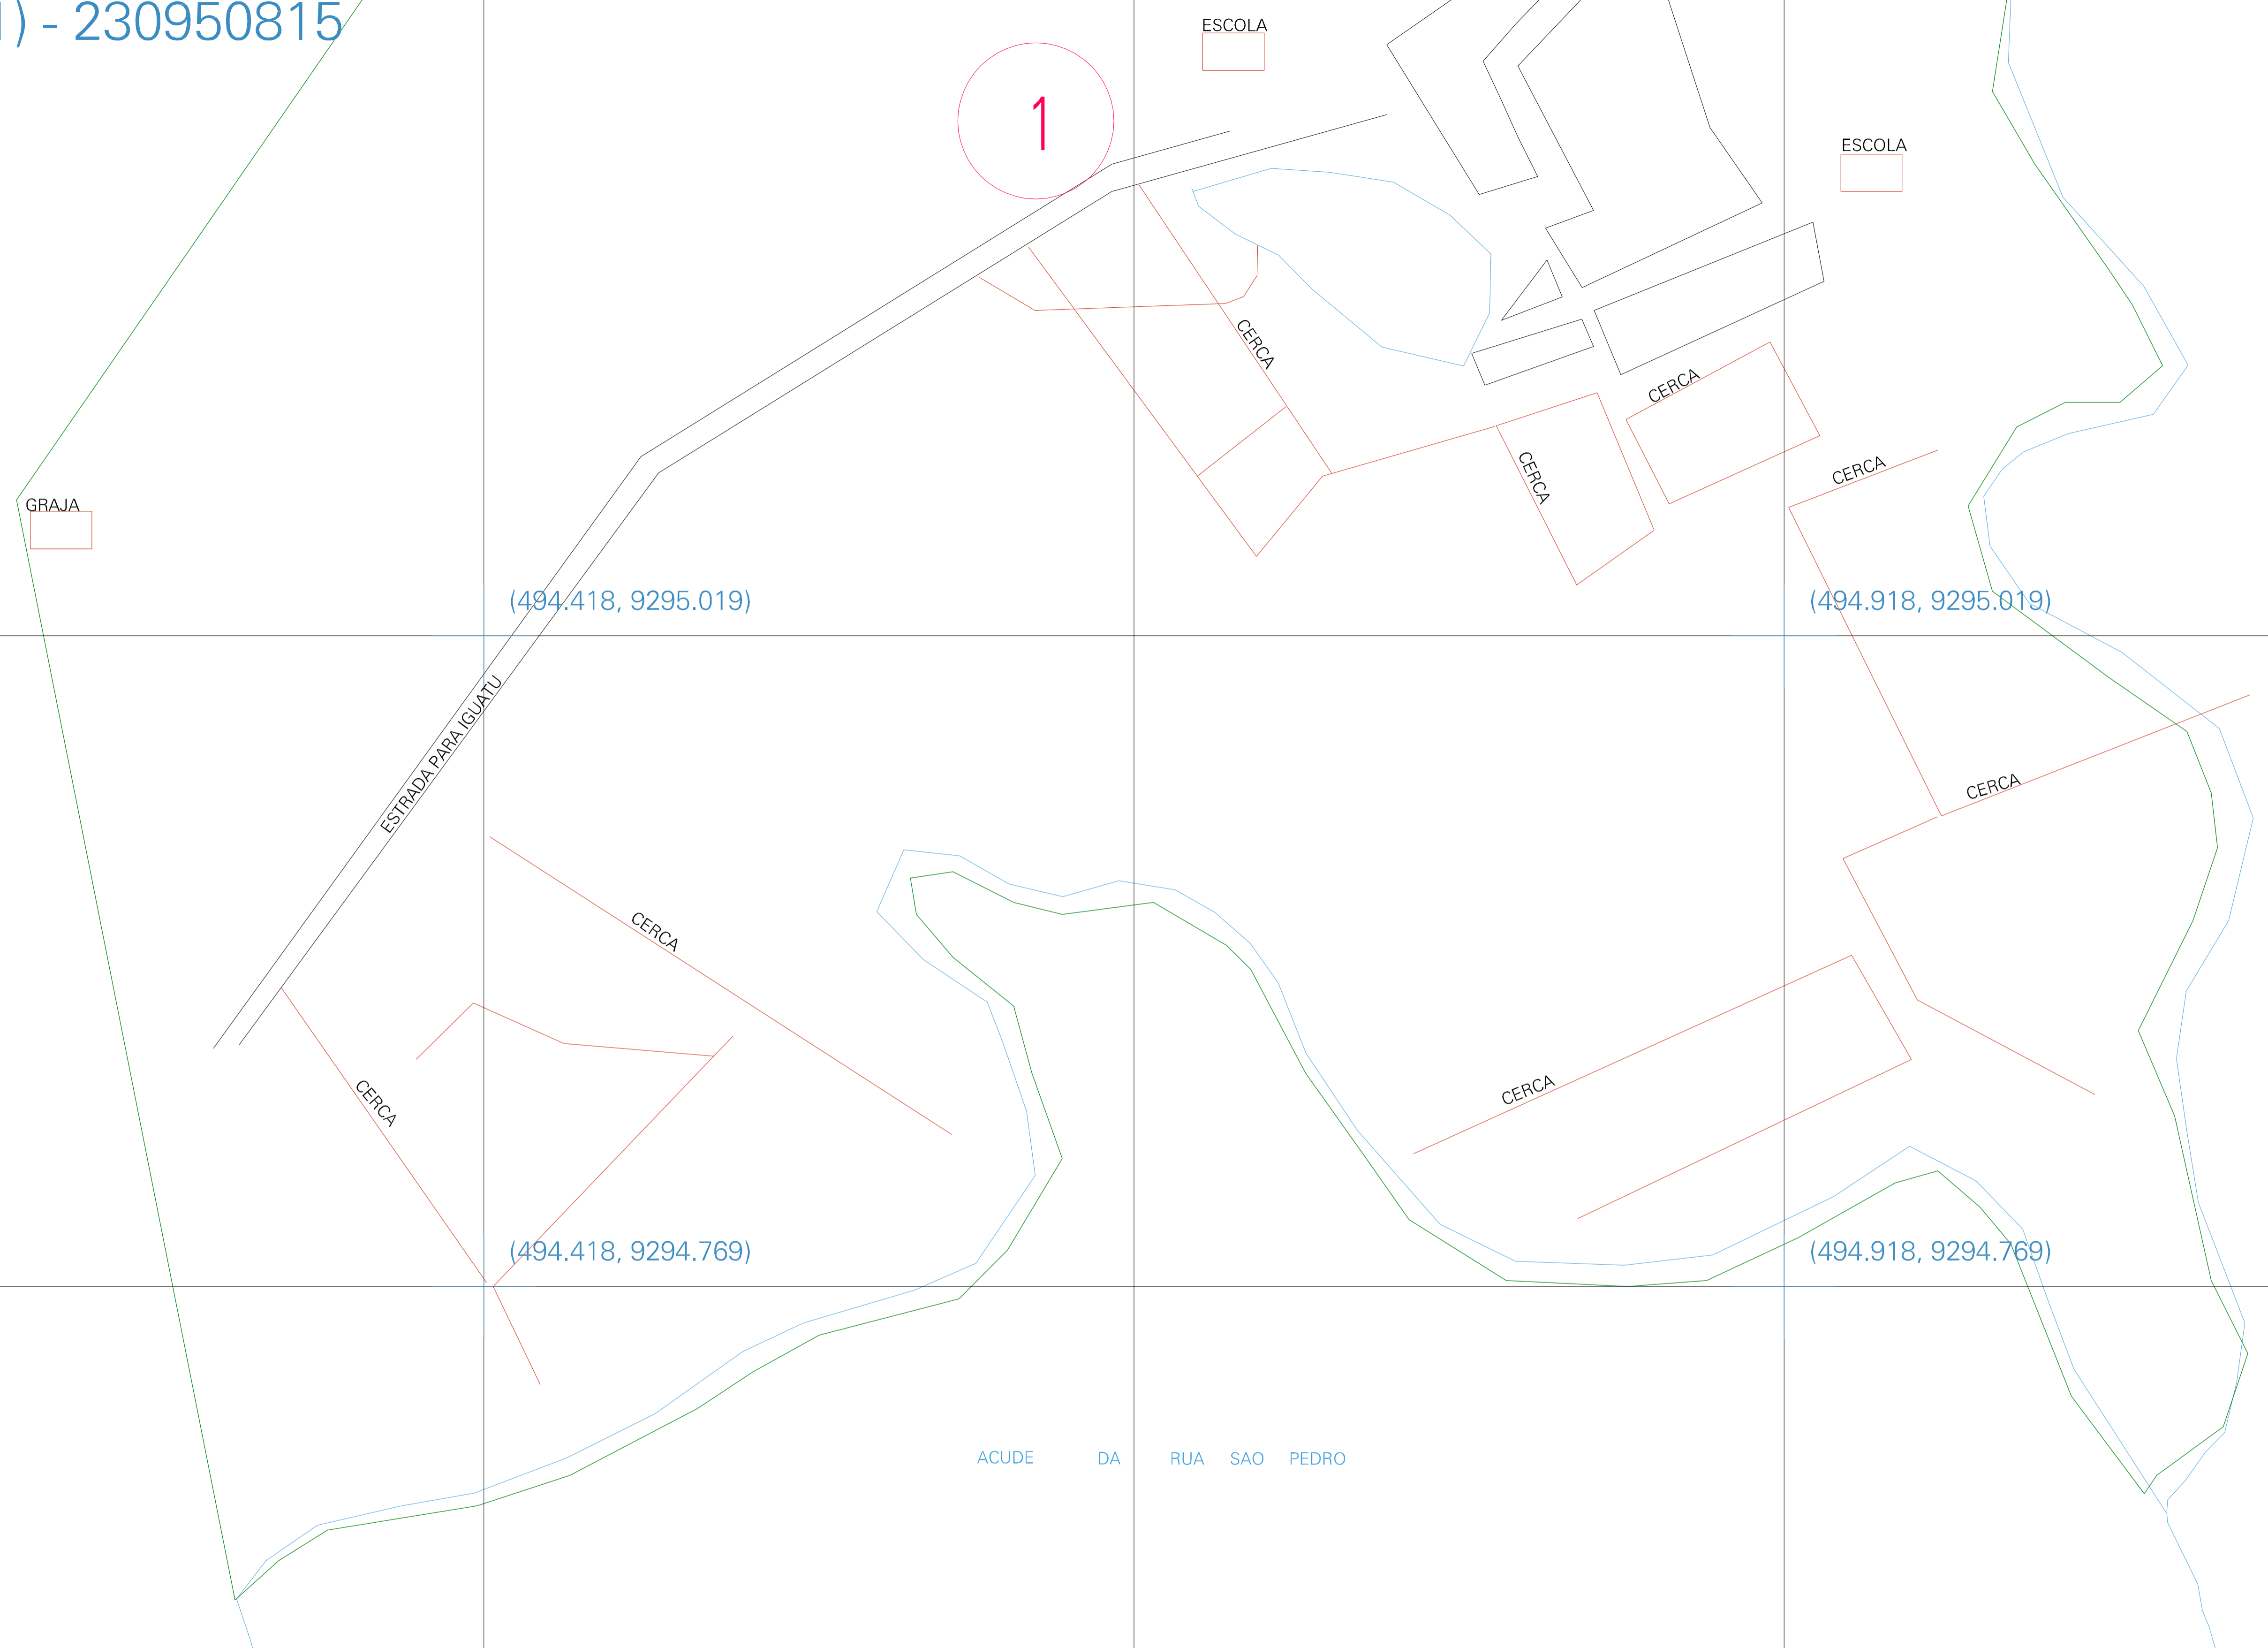 ) - 230950815
ESCOLA
1
ESCOLA
CERCA
CERCA
CERCA
CERCA
GRAJA
(494.418, 9295.019)
(494.918, 9295.019)
ESTRADA PARA IGUATU
CERCA
CERCA
CERCA
CERCA
(494.418, 9294.769)
(494.918, 9294.769)
ACUDE DA RUA SAO PEDRO